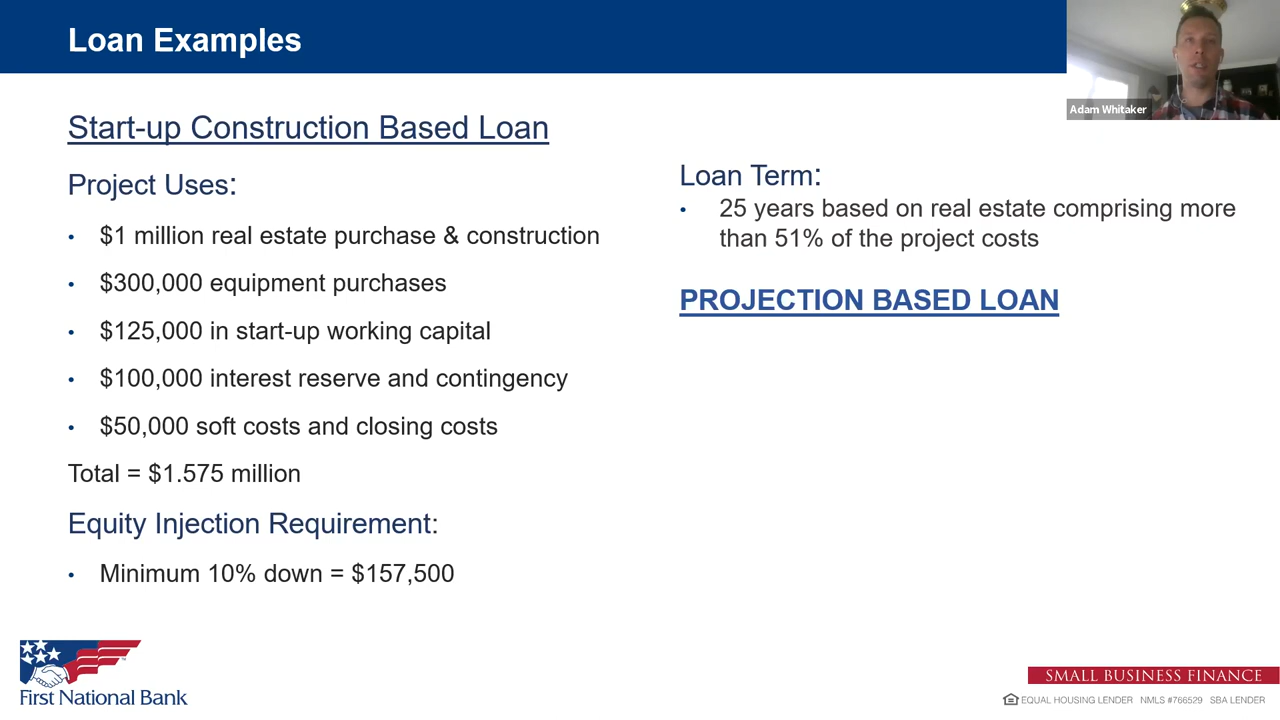 Loan Examples
Adam Whitaker
Start-up Construction Based Loan
Project Uses:
• $1 million real estate purchase & construction
• $300,000 equipment purchases
• $125,000 in start-up working capital
• $100,000 interest reserve and contingency
• $50,000 soft costs and closing costs
Total = $1.575 million
Equity Injection Requirement:
• Minimum 10% down = $157,500
Loan Term:
• 25 years based on real estate comprising more
than 51% of the project costs
PROJECTION BASED LOAN
First National Bank
SMALL BUSINESS FINANCE
EQUAL HOUSING LENDER NMLS #766529 SBA LENDER